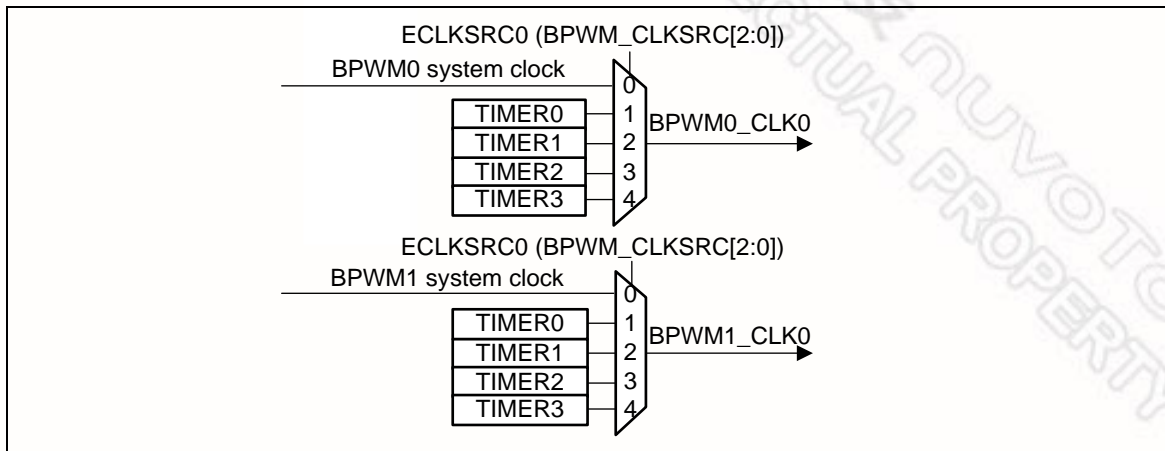 ECLKSRC0 (BPWM_CLKSRC[2:0])
BPWM0 system clock
0
TIMER0 1
TIMER1 2
TIMER2 3
TIMER3 4
BPWM0_CLK0
ECLKSRC0 (BPWM_CLKSRC[2:0])
BPWM1 system clock
0
TIMER0 1
TIMER1 2
TIMER2 3
TIMER3 4
BPWM1_CLK0
PROPERTY